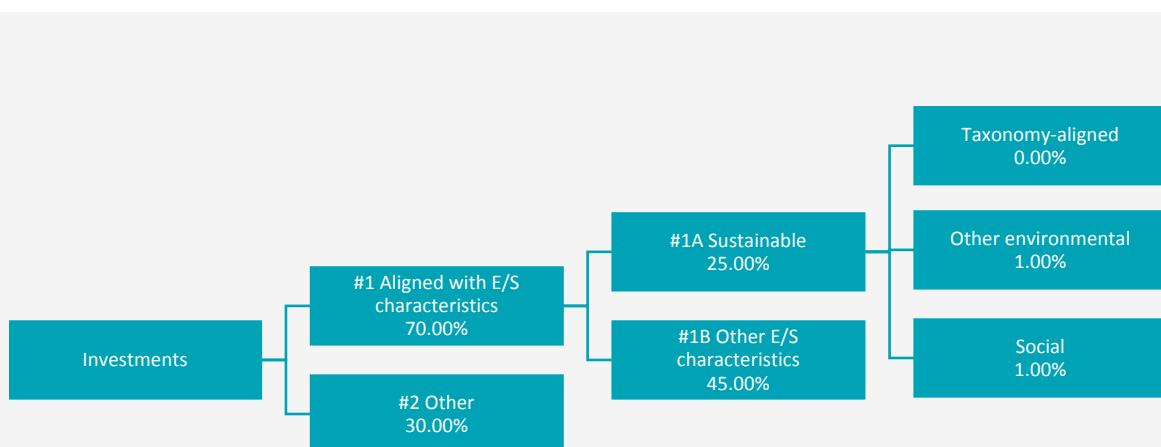 Investments
#1 Aligned with E/S
characteristics
70.00%
#2 Other
30.00%
#1A Sustainable
25.00%
#1B Other E/S
characteristics
45.00%
Taxonomy-aligned
0.00%
Other environmental
1.00%
Social
1.00%